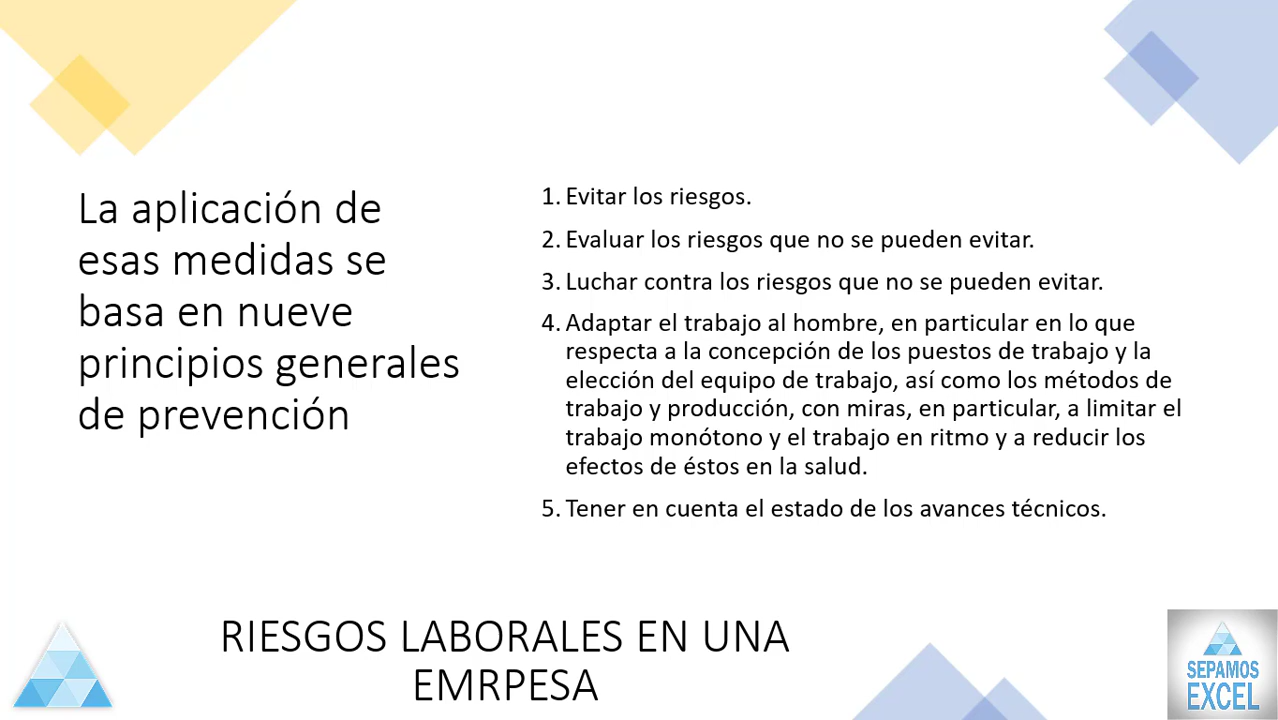 La aplicación de
esas medidas se
basa en nueve
principios generales
de prevención
1. Evitar los riesgos.
2. Evaluar los riesgos que no se pueden evitar.
3. Luchar contra los riesgos que no se pueden evitar.
4. Adaptar el trabajo al hombre, en particular en lo que
respecta a la concepción de los puestos de trabajo y la
elección del equipo de trabajo, así como los métodos de
trabajo y producción, con miras, en particular, a limitar el
trabajo monótono y el trabajo en ritmo y a reducir los
efectos de éstos en la salud.
5. Tener en cuenta el estado de los avances técnicos.
RIESGOS LABORALES EN UNA
EMRPESA
SEPAMOS
EXCEL